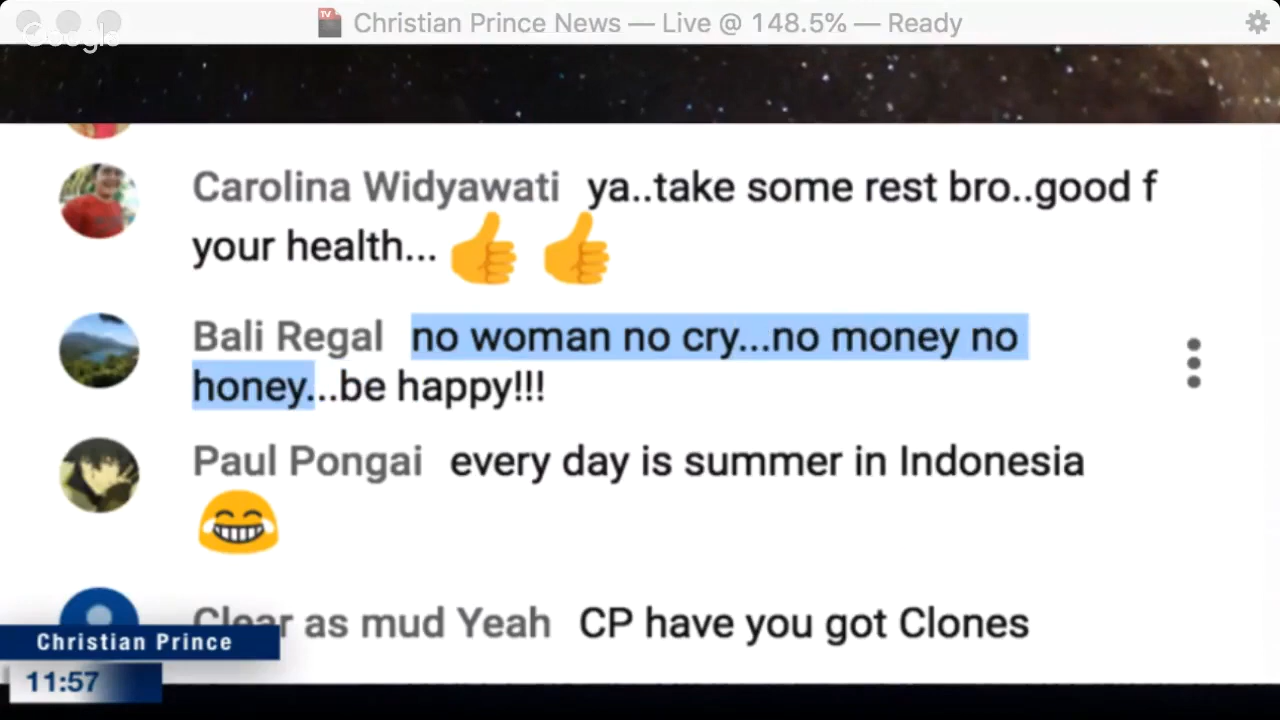 Christian Prince News — Live @ 148.5% — Ready
Google
Carolina Widyawati ya..take some rest bro..good f
your health...👍 👍
Bali Regal no woman no cry...no money no
honey...be happy!!!
Paul Pongai every day is summer in Indonesia
😂
Clear as mud Yeah CP have you got Clones
Christian Prince
11:57